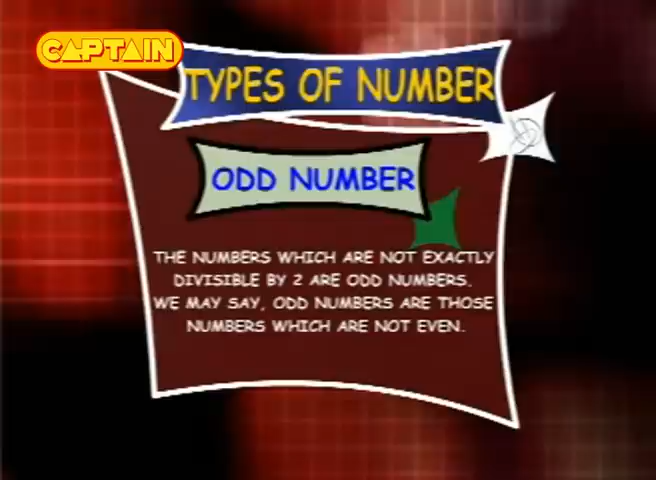 CAPTAIN
TYPES OF NUMBER
ODD NUMBER
THE NUMBERS WHICH ARE NOT EXACTLY
DIVISIBLE BY 2 ARE ODD NUMBERS.
WE MAY SAY, ODD NUMBERS ARE THOSE
NUMBERS WHICH ARE NOT EVEN.